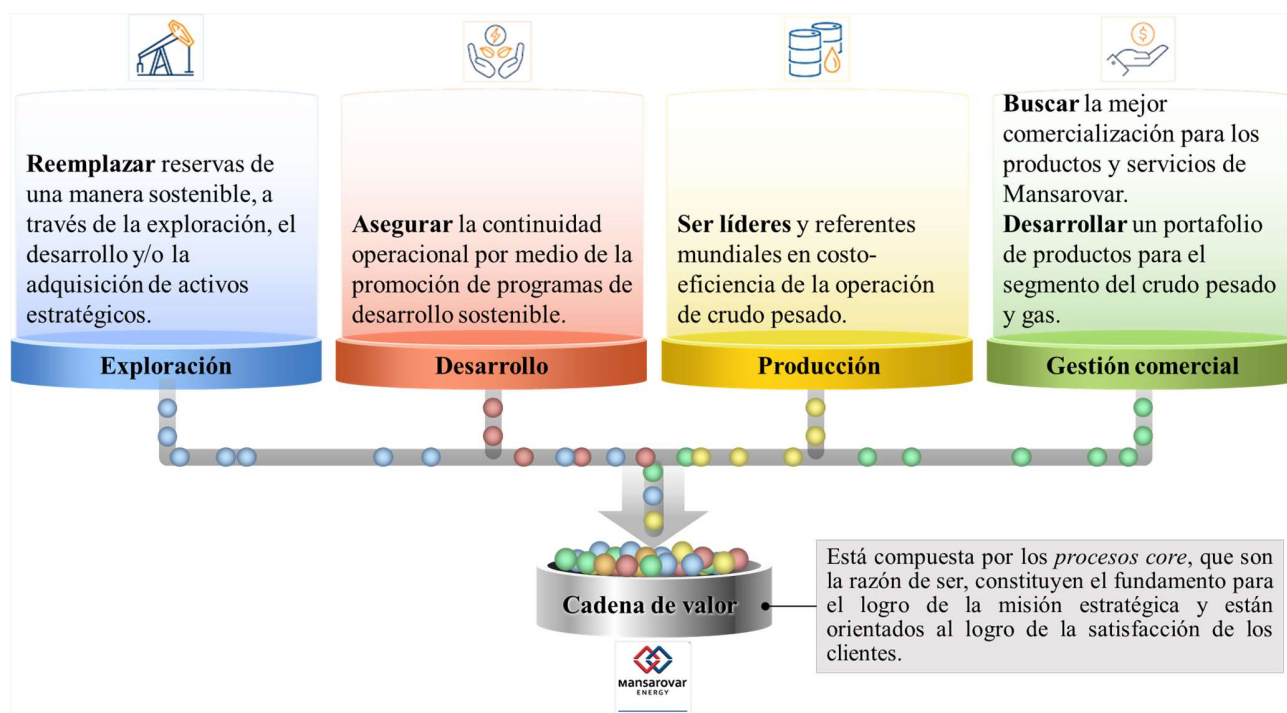 Reemplazar reservas de
una manera sostenible, a
través de la exploración, el
desarrollo y/o la
adquisición de activos
estratégicos.
Exploración
Asegurar la continuidad
operacional por medio de la
promoción de programas de
desarrollo sostenible.
Desarrollo
Ser líderes y referentes
mundiales en costo-
eficiencia de la operación
de crudo pesado.
Producción
Buscar la mejor
comercialización para los
productos y servicios de
Mansarovar.
Desarrollar un portafolio
de productos para el
segmento del crudo pesado
y gas.
Gestión comercial
Cadena de valor
Está compuesta por los procesos core, que son
la razón de ser, constituyen el fundamento para
el logro de la misión estratégica y están
orientados al logro de la satisfacción de los
clientes.
Mansarovar
ENERGY